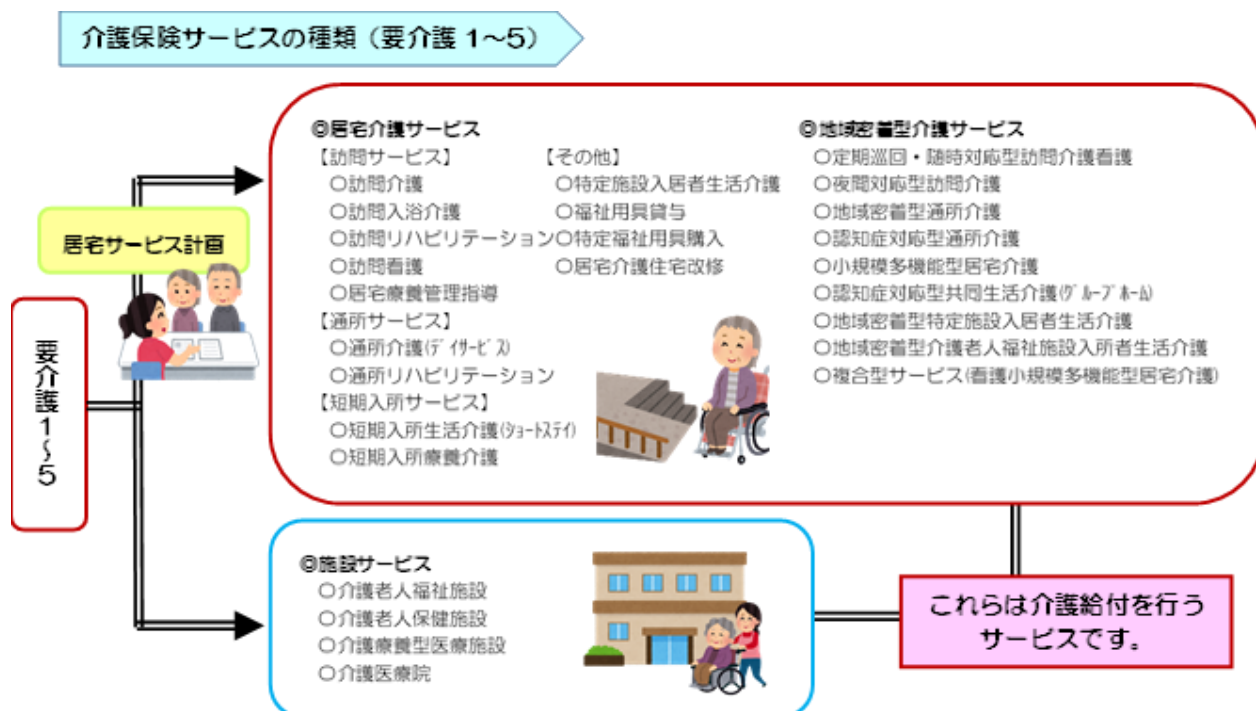 介護保険サービスの種類(要介護1~5)
居宅サービス計画
要介護1~5
◎居宅介護サービス
【訪問サービス】
○訪問介護
○訪問入浴介護
○訪問リハビリテーション
○訪問看護
○居宅療養管理指導
【通所サービス】
○通所介護(デイサービス)
○通所リハビリテーション
【短期入所サービス】
○短期入所生活介護(ショートステイ)
○短期入所療養介護
【その他】
○特定施設入居者生活介護
○福祉用具貸与
○特定福祉用具購入
○居宅介護住宅改修
◎地域密着型介護サービス
○定期巡回・随時対応型訪問介護看護
○夜間対応型訪問介護
○地域密着型通所介護
○認知症対応型通所介護
○小規模多機能型居宅介護
○認知症対応型共同生活介護(グループホーム)
○地域密着型特定施設入居者生活介護
○地域密着型介護老人福祉施設入所者生活介護
○複合型サービス(看護小規模多機能型居宅介護)
◎施設サービス
○介護老人福祉施設
○介護老人保健施設
○介護療養型医療施設
○介護医療院
これらは介護給付を行う
サービスです。